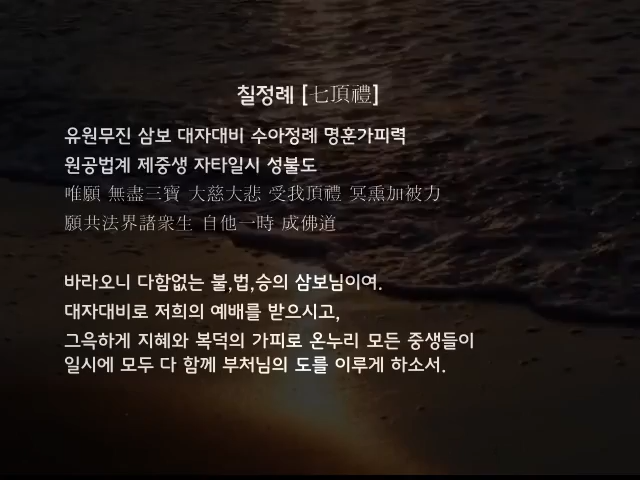 칠정례 [七頂禮]
유원무진 삼보 대자대비 수아정례 명훈가피력
원공법계 제중생 자타일시 성불도
唯願 無盡三寶 大慈大悲 受我頂禮 冥熏加被力
願共法界諸衆生 自他一時 成佛道
바라오니 다함없는 불,법,승의 삼보님이여.
대자대비로 저희의 예배를 받으시고,
그윽하게 지혜와 복덕의 가피로 온누리 모든 중생들이
일시에 모두 다 함께 부처님의 도를 이루게 하소서.